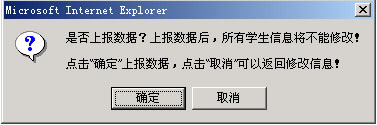 Microsoft Internet Explorer
?
是否上报数据？上报数据后，所有学生信息将不能修改！
点击“确定”上报数据，点击“取消”可以返回修改信息！
确定
取消